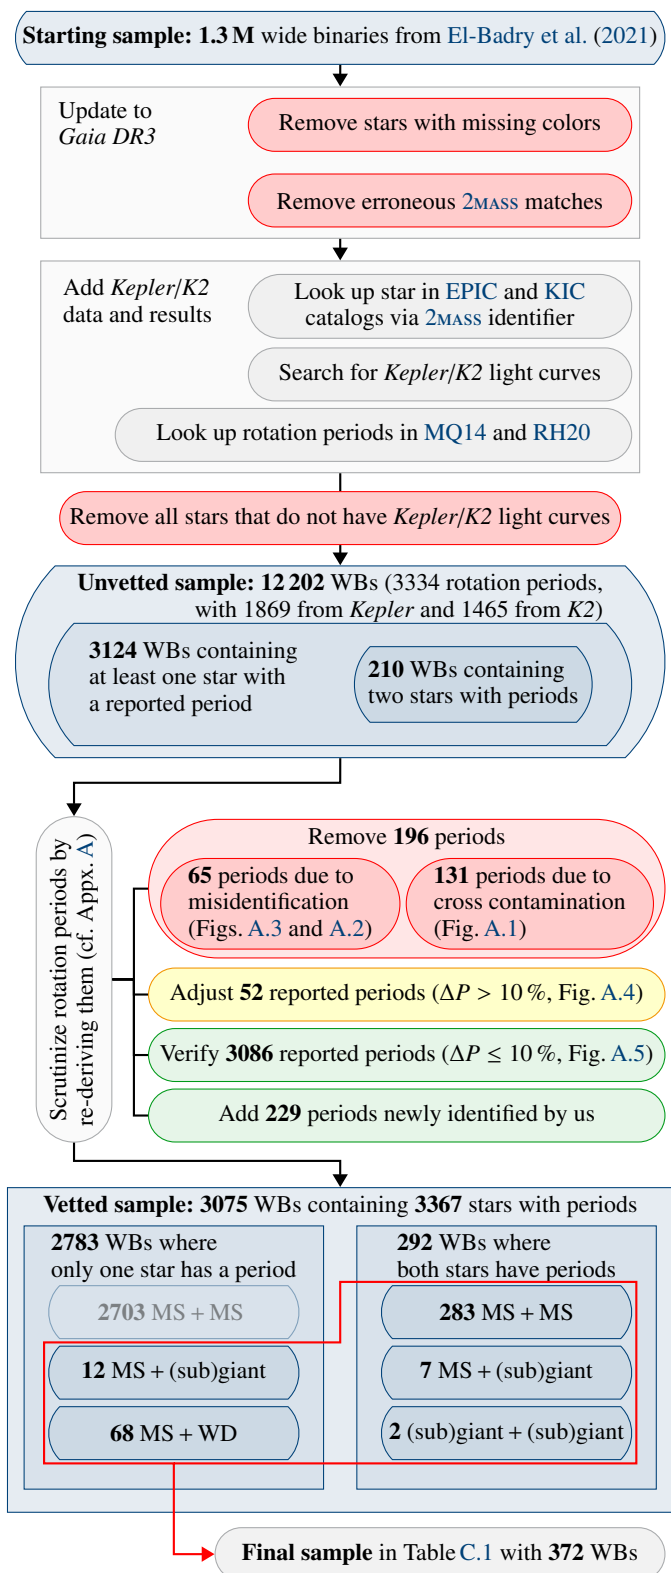 Starting sample: 1.3 M wide binaries from El-Badry et al. (2021)
Update to
Gaia DR3
Remove stars with missing colors
Remove erroneous 2MASS matches
Add Kepler/K2
data and results
Look up star in EPIC and KIC
catalogs via 2MASS identifier
Search for Kepler/K2 light curves
Look up rotation periods in MQ14 and RH20
Remove all stars that do not have Kepler/K2 light curves
Unvetted sample: 12 202 WBs (3334 rotation periods,
with 1869 from Kepler and 1465 from K2)
3124 WBs containing
at least one star with
a reported period
210 WBs containing
two stars with periods
Scrutinize rotation periods by
re-deriving them (cf. Appx. A)
Remove 196 periods
65 periods due to
misidentification
(Figs. A.3 and A.2)
131 periods due to
cross contamination
(Fig. A.1)
Adjust 52 reported periods (ΔP > 10 %, Fig. A.4)
Verify 3086 reported periods (ΔP ≤ 10 %, Fig. A.5)
Add 229 periods newly identified by us
Vetted sample: 3075 WBs containing 3367 stars with periods
2783 WBs where
only one star has a period
2703 MS + MS
12 MS + (sub)giant
68 MS + WD
292 WBs where
both stars have periods
283 MS + MS
7 MS + (sub)giant
2 (sub)giant + (sub)giant
Final sample in Table C.1 with 372 WBs